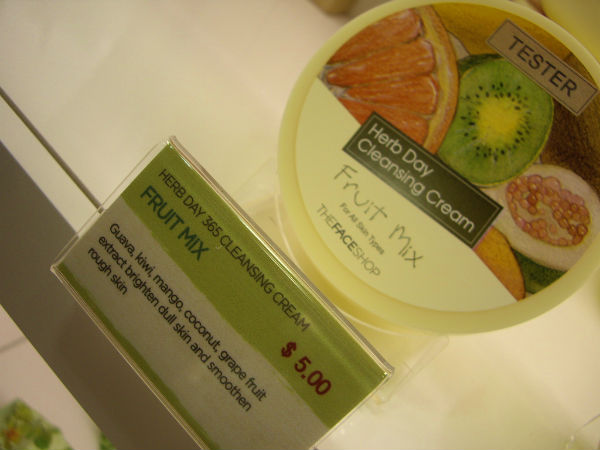 TESTER
Herb Day
Cleansing Cream
Fruit Mix
For All Skin Types
THEFACESHOP
HERB DAY 365 CLEANSING CREAM
FRUIT MIX
Guava, kiwi, mango, coconut, grape fruit
extract brighten dull skin and smoothen
rough skin
$ 5.00